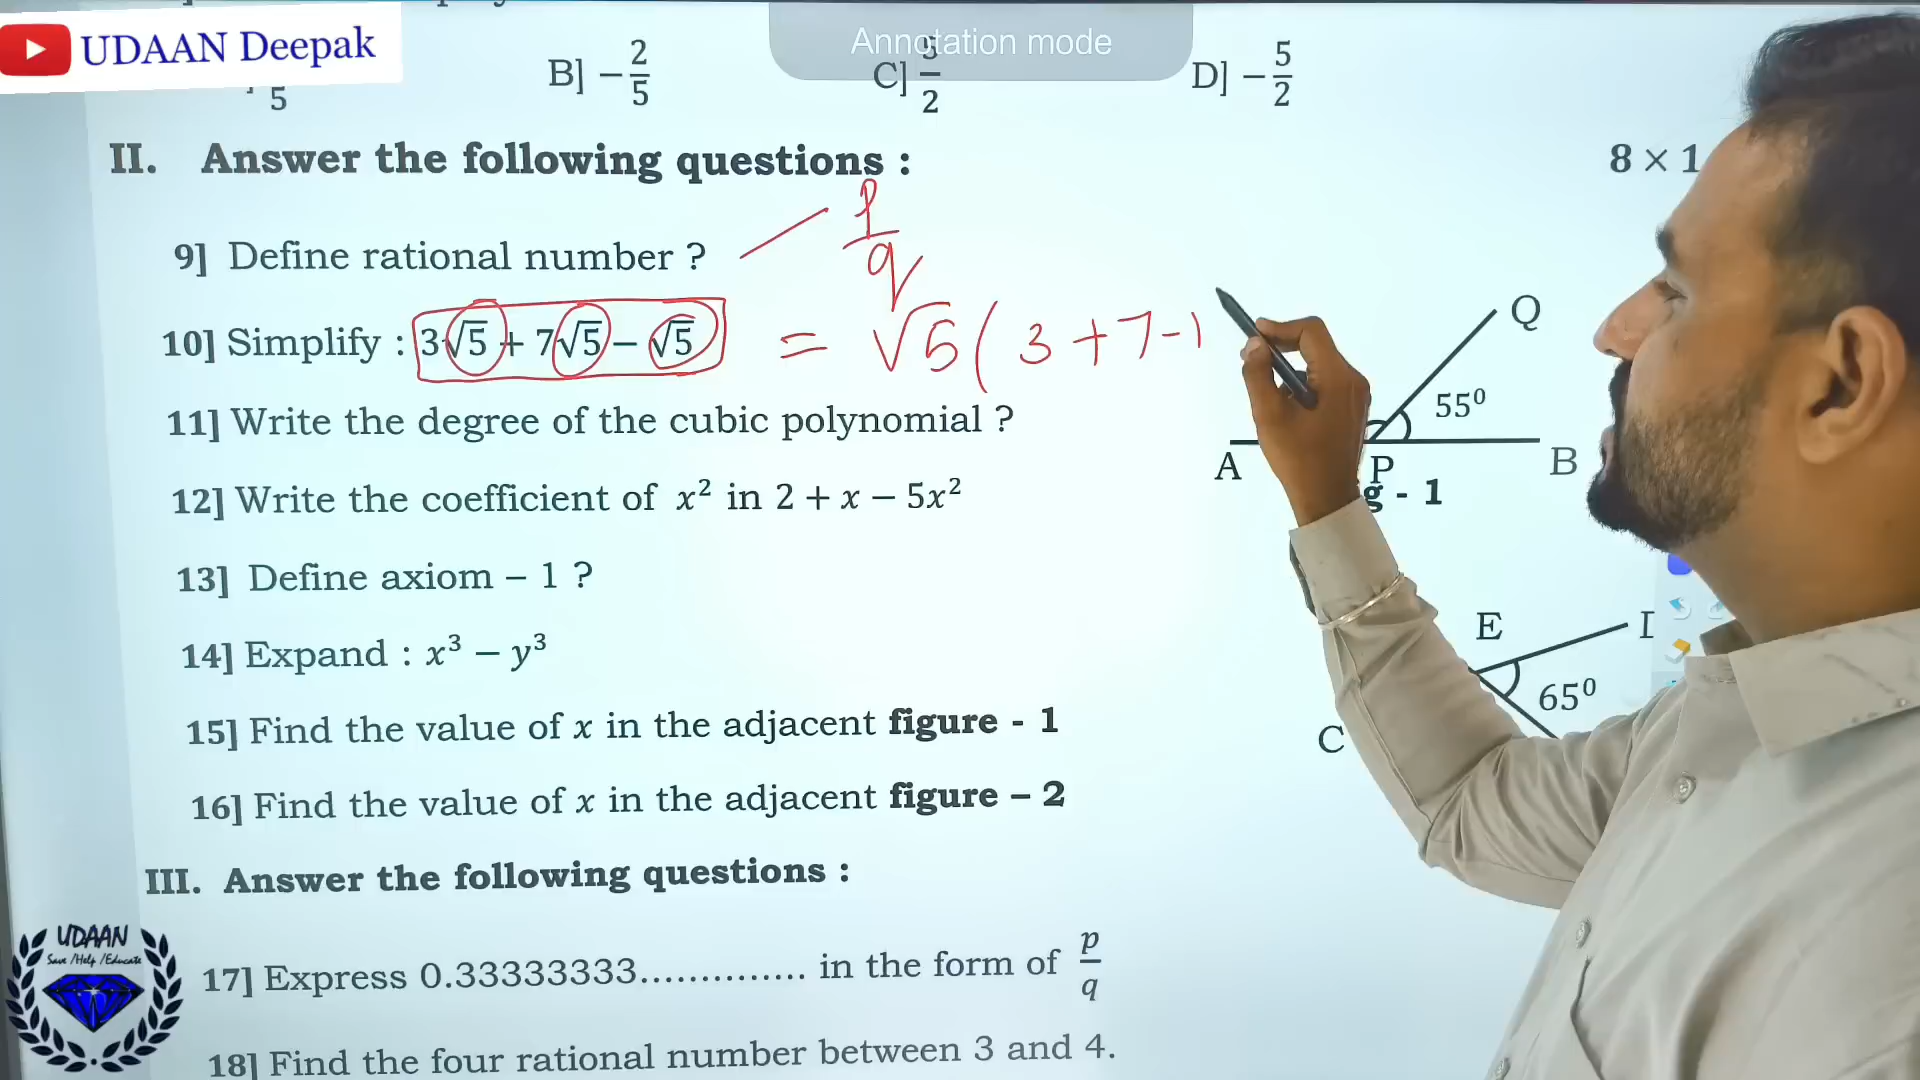 UDAAN Deepak
Annotation mode
5
B] −2/5
C] 5/2
D] −5/2
II. Answer the following questions :
8 × 1
9] Define rational number ?
p/q
10] Simplify : 3√5 + 7√5 − √5
= √5 ( 3 + 7 - 1
11] Write the degree of the cubic polynomial ?
12] Write the coefficient of x² in 2 + x − 5x²
13] Define axiom – 1 ?
14] Expand : x³ − y³
15] Find the value of x in the adjacent figure - 1
16] Find the value of x in the adjacent figure – 2
Q
55⁰
A
P
B
g - 1
E
65⁰
C
III. Answer the following questions :
17] Express 0.33333333.............. in the form of p/q
18] Find the four rational number between 3 and 4.
UDAAN
Save /Help /Educate